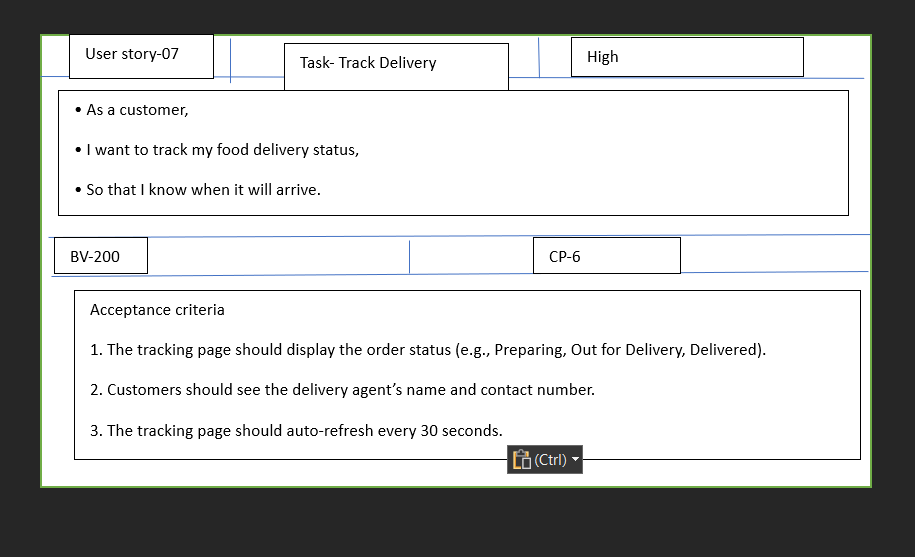 User story-07
Task- Track Delivery
High
• As a customer,
• I want to track my food delivery status,
• So that I know when it will arrive.
BV-200
CP-6
Acceptance criteria
1. The tracking page should display the order status (e.g., Preparing, Out for Delivery, Delivered).
2. Customers should see the delivery agent’s name and contact number.
3. The tracking page should auto-refresh every 30 seconds.
(Ctrl)